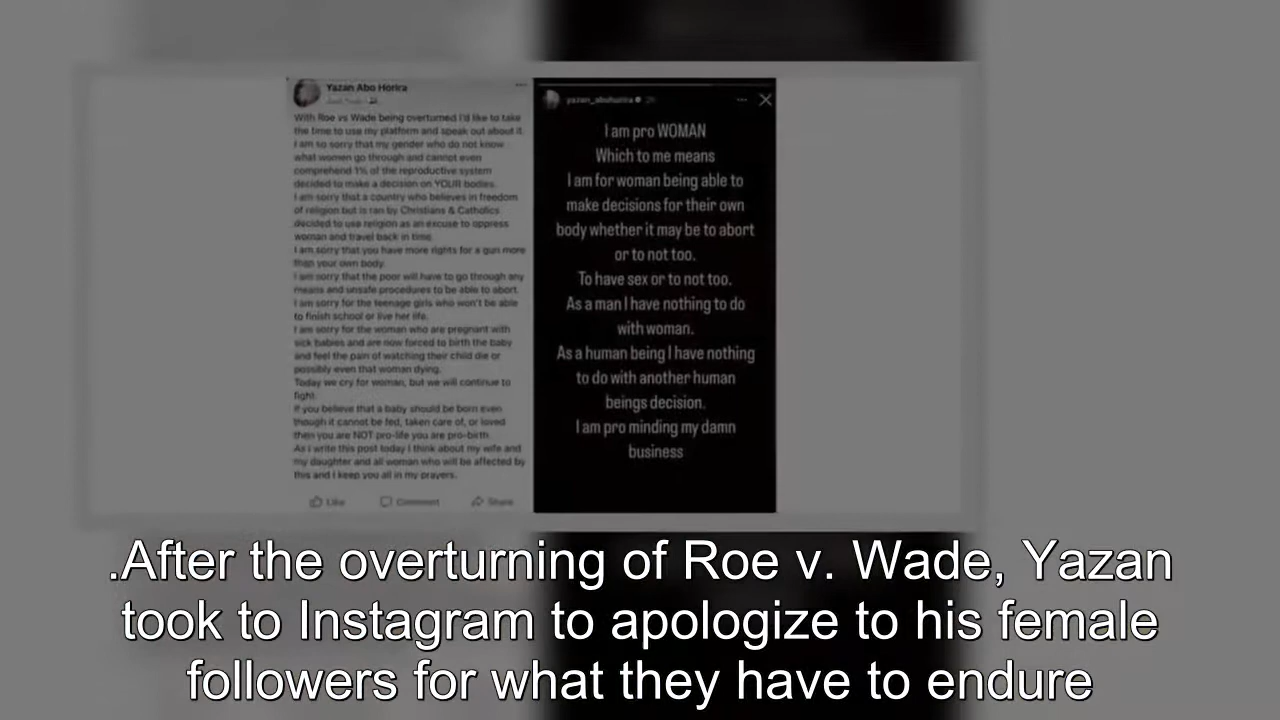 Yazan Abo Horira
With Roe vs Wade being overturned I'd like to take
the time to use my platform and speak out about it.
I am so sorry that my gender who do not know
what women go through and cannot even
comprehend 1% of the reproductive system
decided to make a decision on YOUR bodies.
I am sorry that a country who believes in freedom
of religion but is ran by Christians & Catholics
decided to use religion as an excuse to oppress
woman and travel back in time.
I am sorry that you have more rights for a gun more
than your own body.
I am sorry that the poor will have to go through any
means and unsafe procedures to be able to abort.
I am sorry for the teenage girls who won't be able
to finish school or live her life.
I am sorry for the woman who are pregnant with
sick babies and are now forced to birth the baby
and feel the pain of watching their child die or
possibly even that woman dying.
Today we cry for woman, but we will continue to
fight.
If you believe that a baby should be born even
though it cannot be fed, taken care of, or loved
then you are NOT pro-life you are pro-birth.
As I write this post today I think about my wife and
my daughter and all woman who will be affected by
this and I keep you all in my prayers.
Like Comment Share
yazan_abohorira 2h
I am pro WOMAN
Which to me means
I am for woman being able to
make decisions for their own
body whether it may be to abort
or to not too.
To have sex or to not too.
As a man I have nothing to do
with woman.
As a human being I have nothing
to do with another human
beings decision.
I am pro minding my damn
business
.After the overturning of Roe v. Wade, Yazan
took to Instagram to apologize to his female
followers for what they have to endure